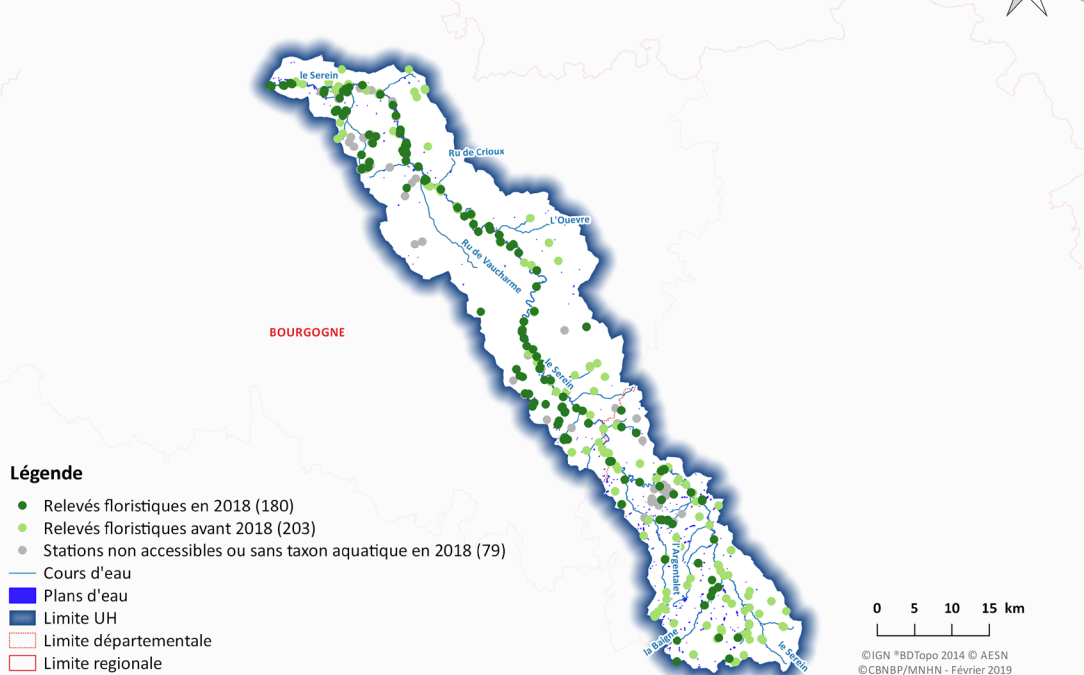 le Serein
Ru de Crioux
L'Ouevre
Ru de Vaucharme
BOURGOGNE
le Serein
l'Argentalet
la Baigne
le Serein
Légende
Relevés floristiques en 2018 (180)
Relevés floristiques avant 2018 (203)
Stations non accessibles ou sans taxon aquatique en 2018 (79)
Cours d'eau
Plans d'eau
Limite UH
Limite départementale
Limite regionale
0 5 10 15 km
©IGN ®BDTopo 2014 © AESN
©CBNBP/MNHN - Février 2019